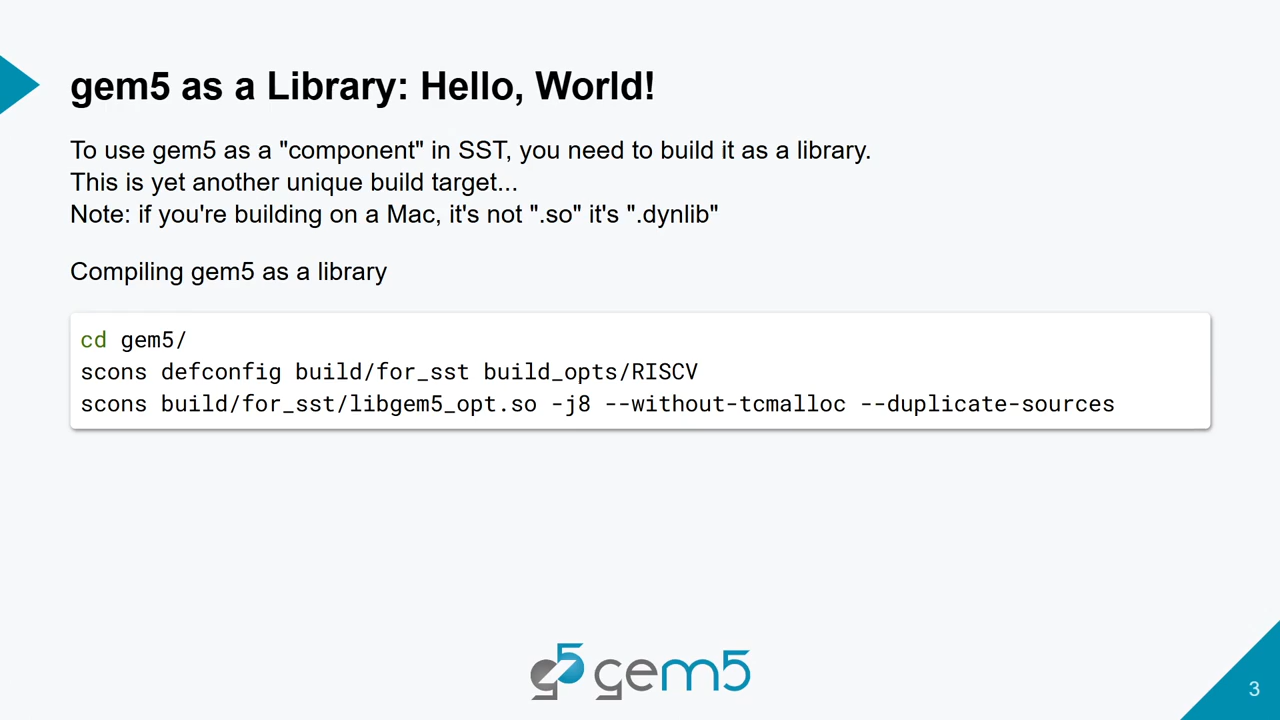 gem5 as a Library: Hello, World!
To use gem5 as a "component" in SST, you need to build it as a library.
This is yet another unique build target...
Note: if you're building on a Mac, it's not ".so" it's ".dynlib"
Compiling gem5 as a library
cd gem5/
scons defconfig build/for_sst build_opts/RISCV
scons build/for_sst/libgem5_opt.so -j8 --without-tcmalloc --duplicate-sources
g5 gem5
3